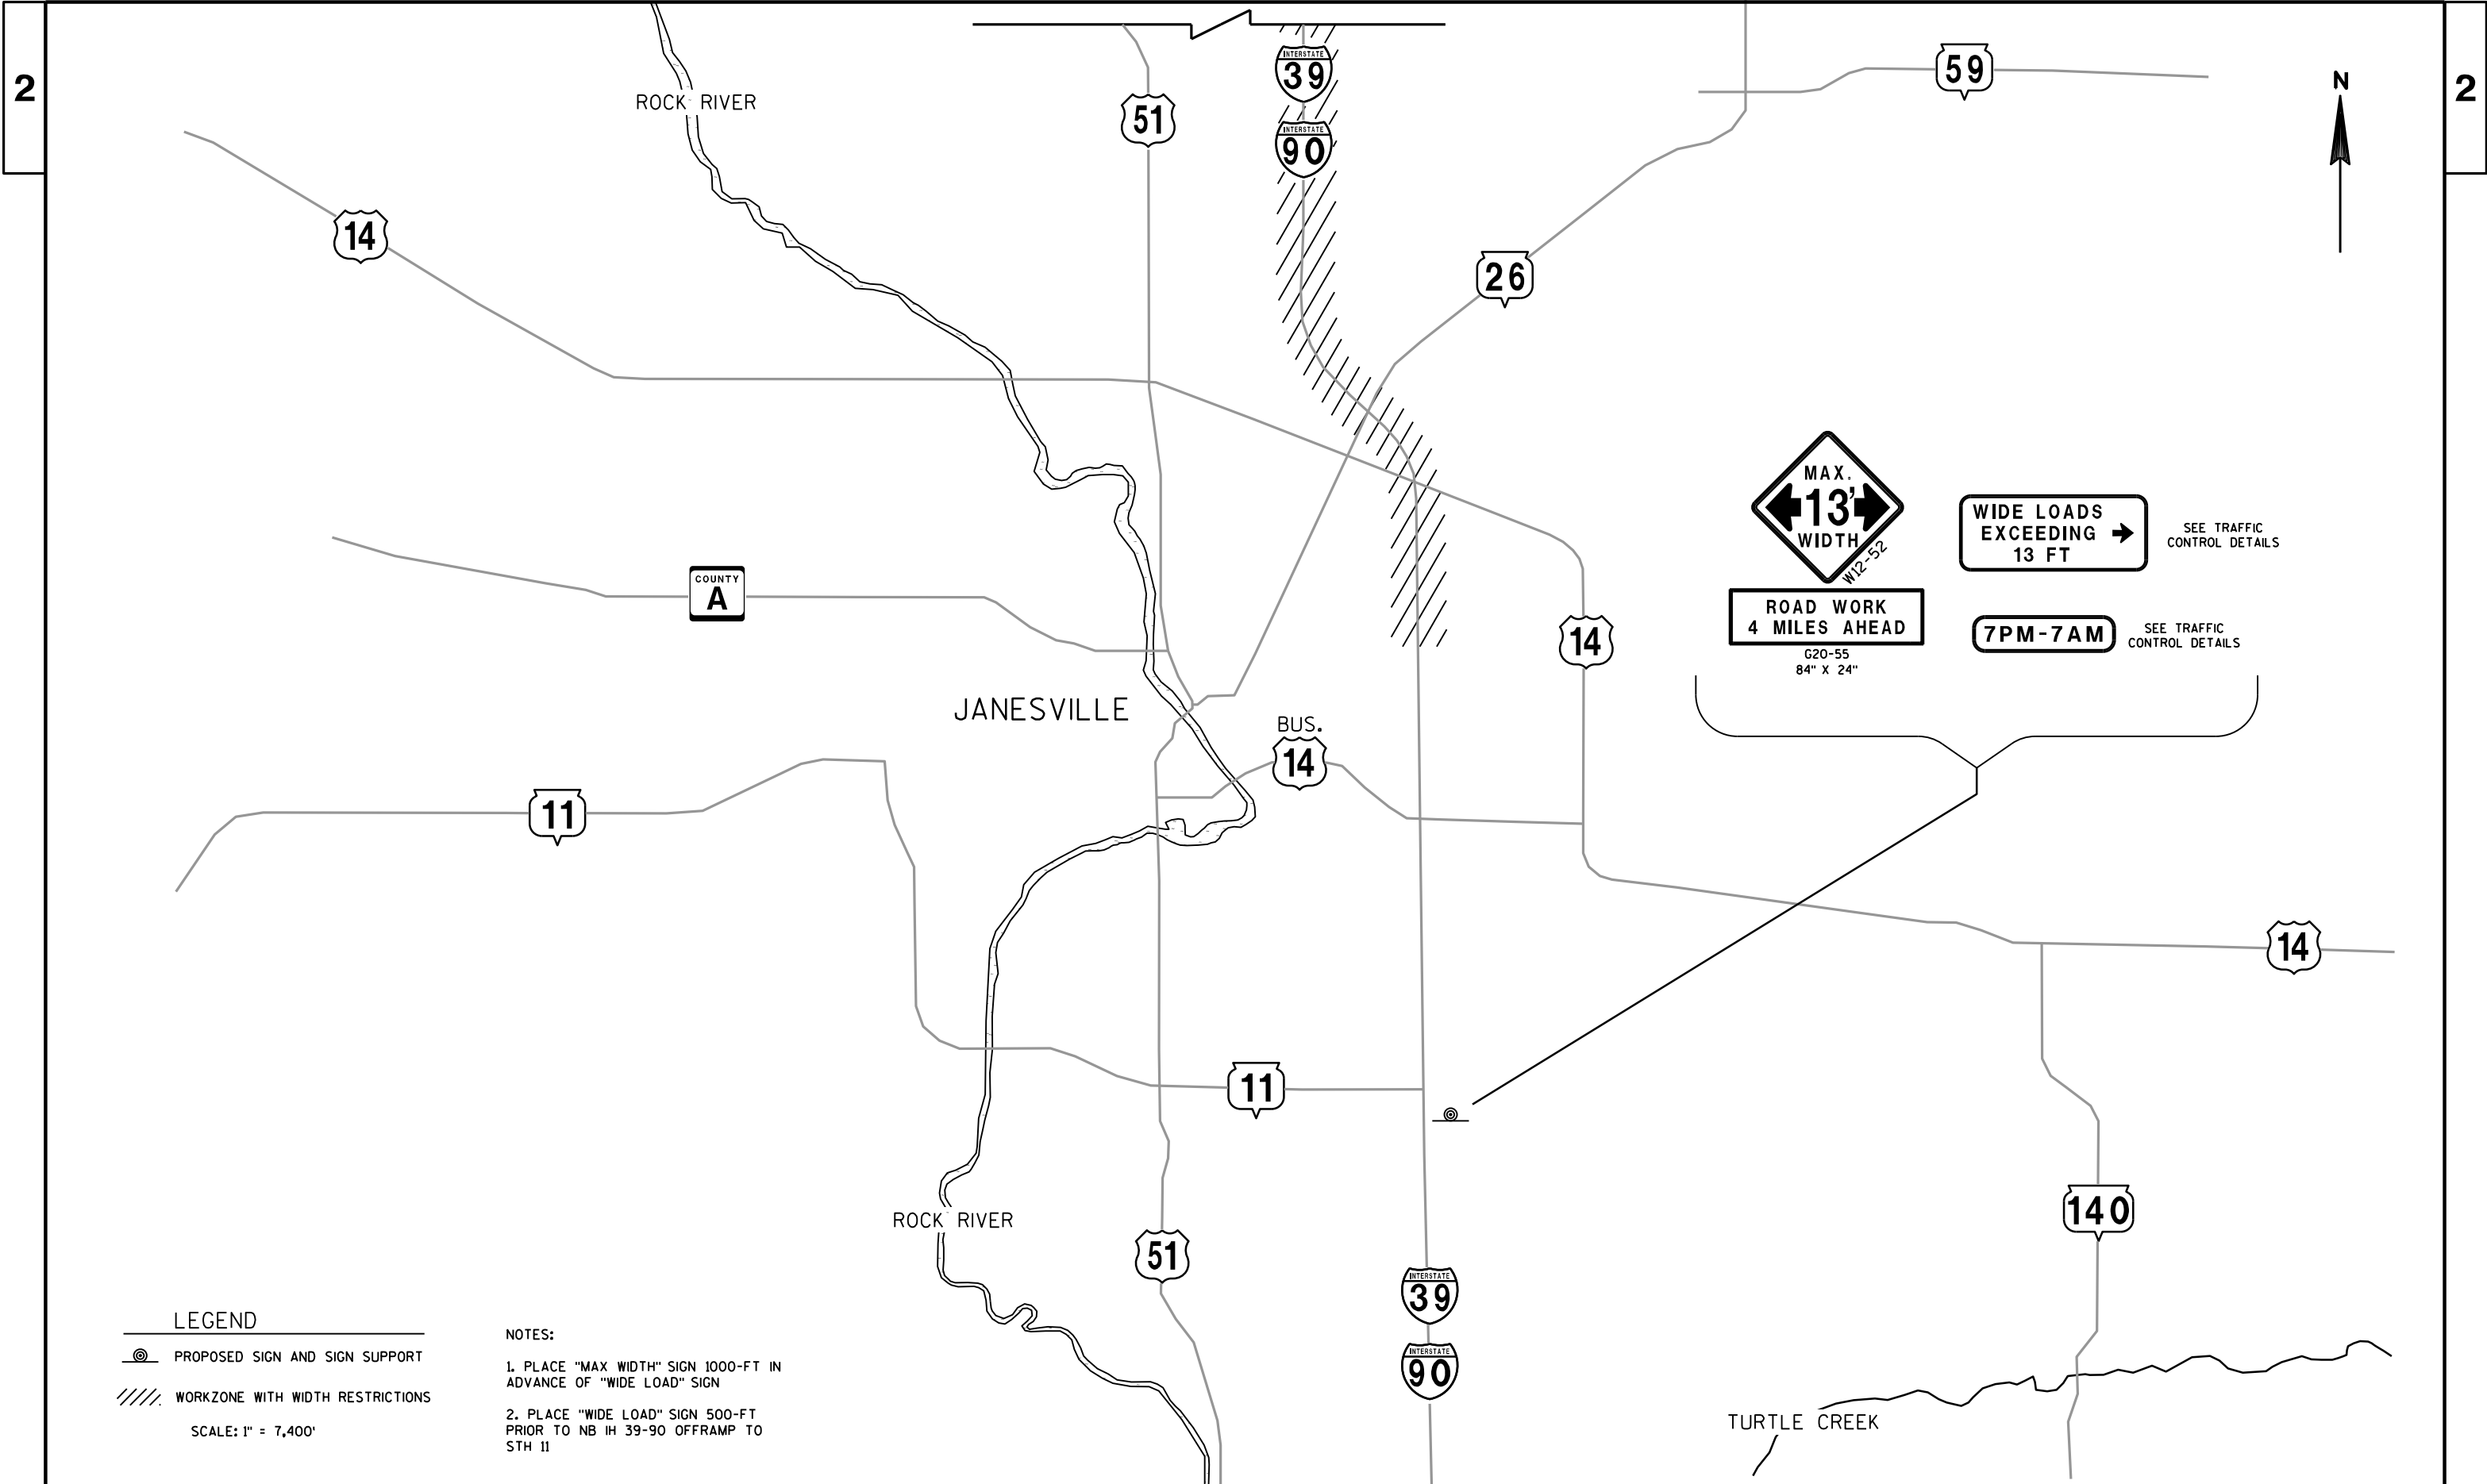 2
2
N
ROCK RIVER
51
INTERSTATE
39
INTERSTATE
90
59
14
26
MAX.
13'
WIDTH
W12-52
ROAD WORK
4 MILES AHEAD
G20-55
84" X 24"
WIDE LOADS
EXCEEDING
13 FT
SEE TRAFFIC
CONTROL DETAILS
7PM-7AM
SEE TRAFFIC
CONTROL DETAILS
COUNTY
A
14
JANESVILLE
BUS.
14
11
14
11
ROCK RIVER
51
140
INTERSTATE
39
INTERSTATE
90
TURTLE CREEK
LEGEND
PROPOSED SIGN AND SIGN SUPPORT
WORKZONE WITH WIDTH RESTRICTIONS
SCALE: 1" = 7,400'
NOTES:
1. PLACE "MAX WIDTH" SIGN 1000-FT IN
ADVANCE OF "WIDE LOAD" SIGN
2. PLACE "WIDE LOAD" SIGN 500-FT
PRIOR TO NB IH 39-90 OFFRAMP TO
STH 11